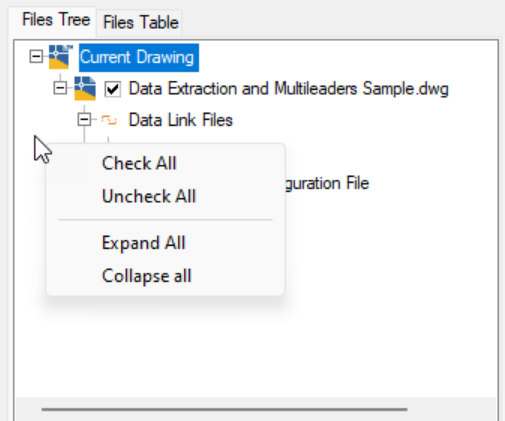 Files Tree Files Table
Current Drawing
Data Extraction and Multileaders Sample.dwg
Data Link Files
Check All
guration File
Uncheck All
Expand All
Collapse all